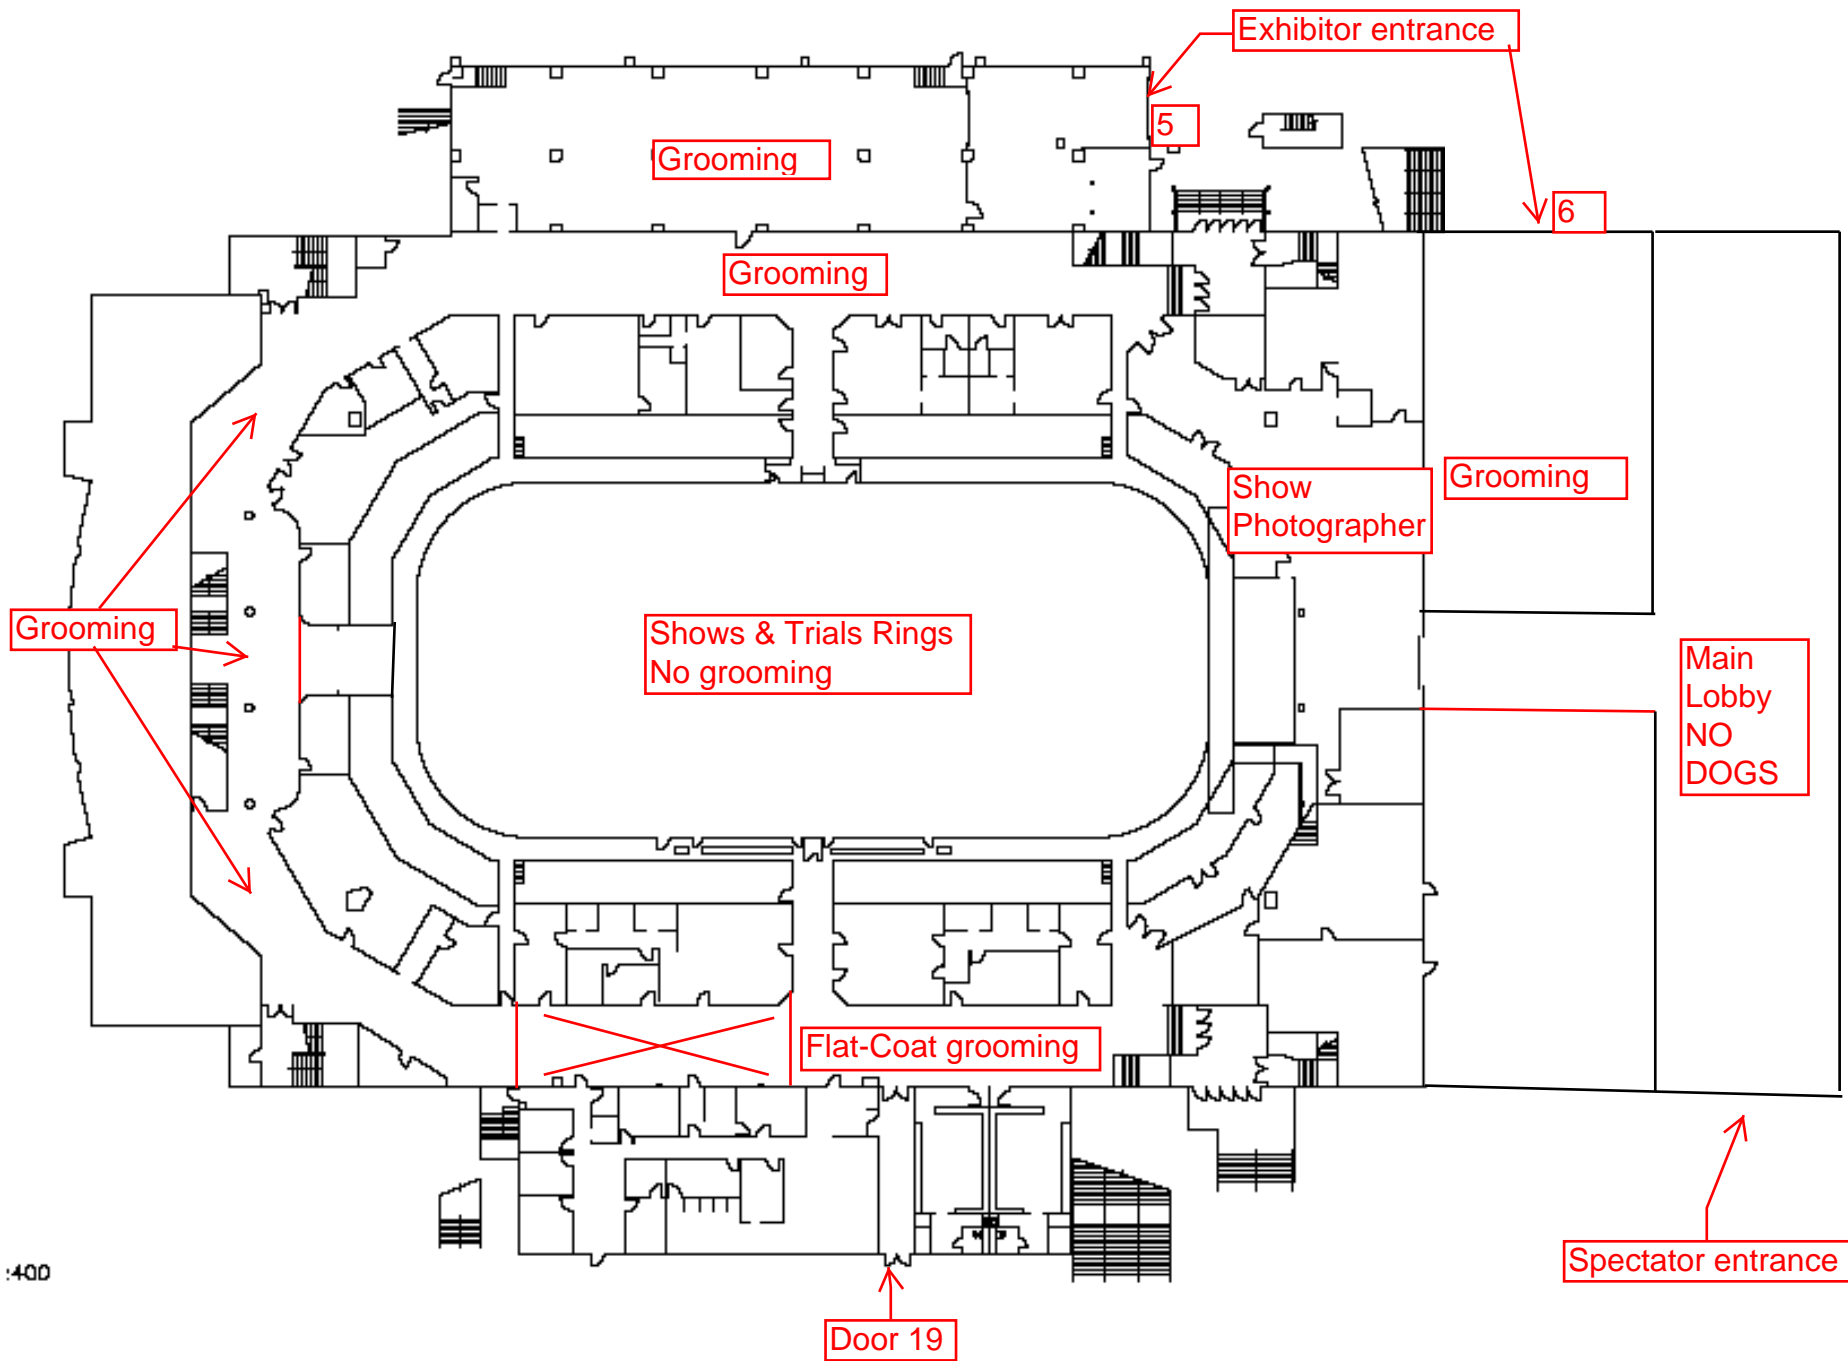 Exhibitor entrance
5
Grooming
6
Grooming
Grooming
Show
Photographer
Grooming
Shows & Trials Rings
No grooming
Main
Lobby
NO
DOGS
Flat-Coat grooming
Spectator entrance
:400
Door 19